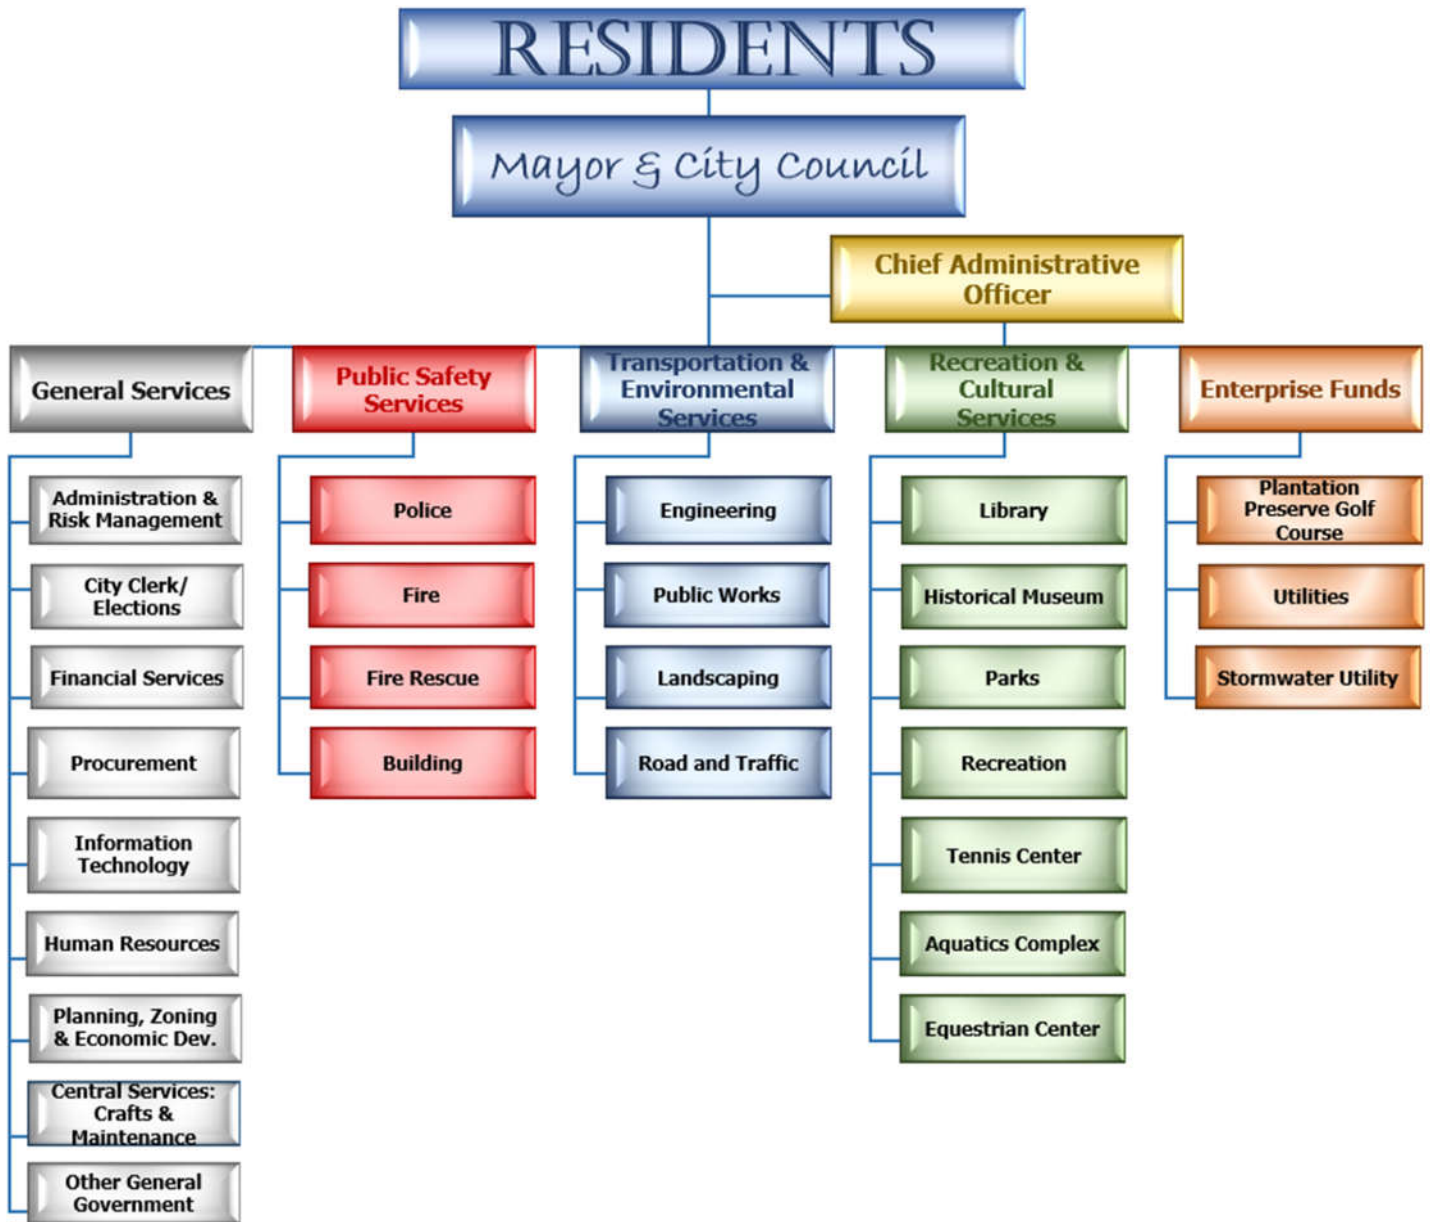 RESIDENTS
Mayor & City Council
Chief Administrative
Officer
General Services
Public Safety
Services
Transportation &
Environmental
Services
Recreation &
Cultural
Services
Enterprise Funds
Administration &
Risk Management
City Clerk/
Elections
Financial Services
Procurement
Information
Technology
Human Resources
Planning, Zoning
& Economic Dev.
Central Services:
Crafts &
Maintenance
Other General
Government
Police
Fire
Fire Rescue
Building
Engineering
Public Works
Landscaping
Road and Traffic
Library
Historical Museum
Parks
Recreation
Tennis Center
Aquatics Complex
Equestrian Center
Plantation
Preserve Golf
Course
Utilities
Stormwater Utility